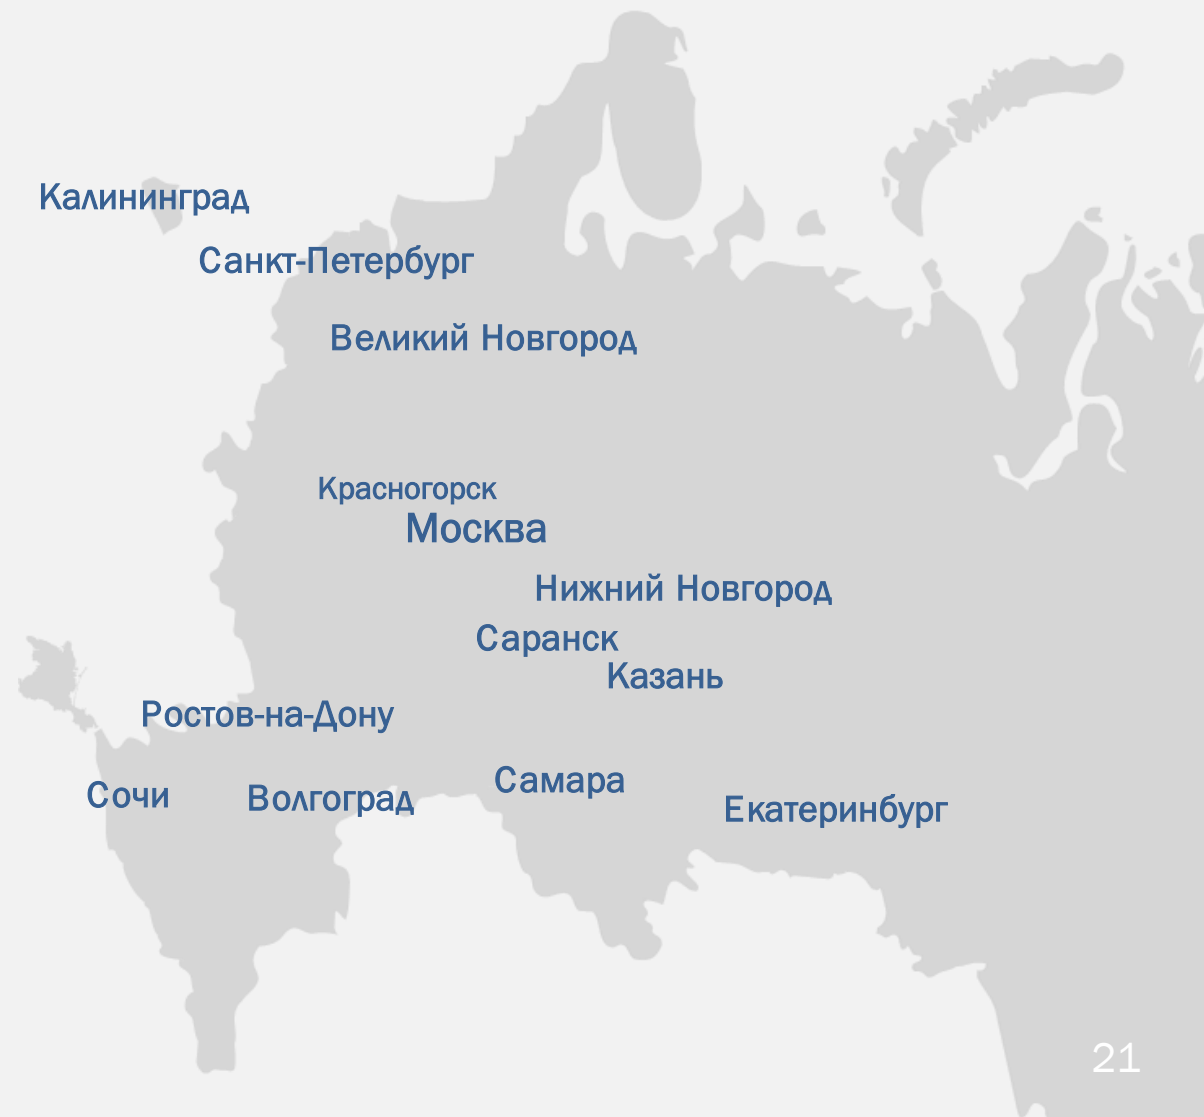 Калининград
Санкт-Петербург
Великий Новгород
Красногорск
Москва
Нижний Новгород
Саранск
Казань
Ростов-на-Дону
Самара
Сочи
Волгоград
Екатеринбург
21